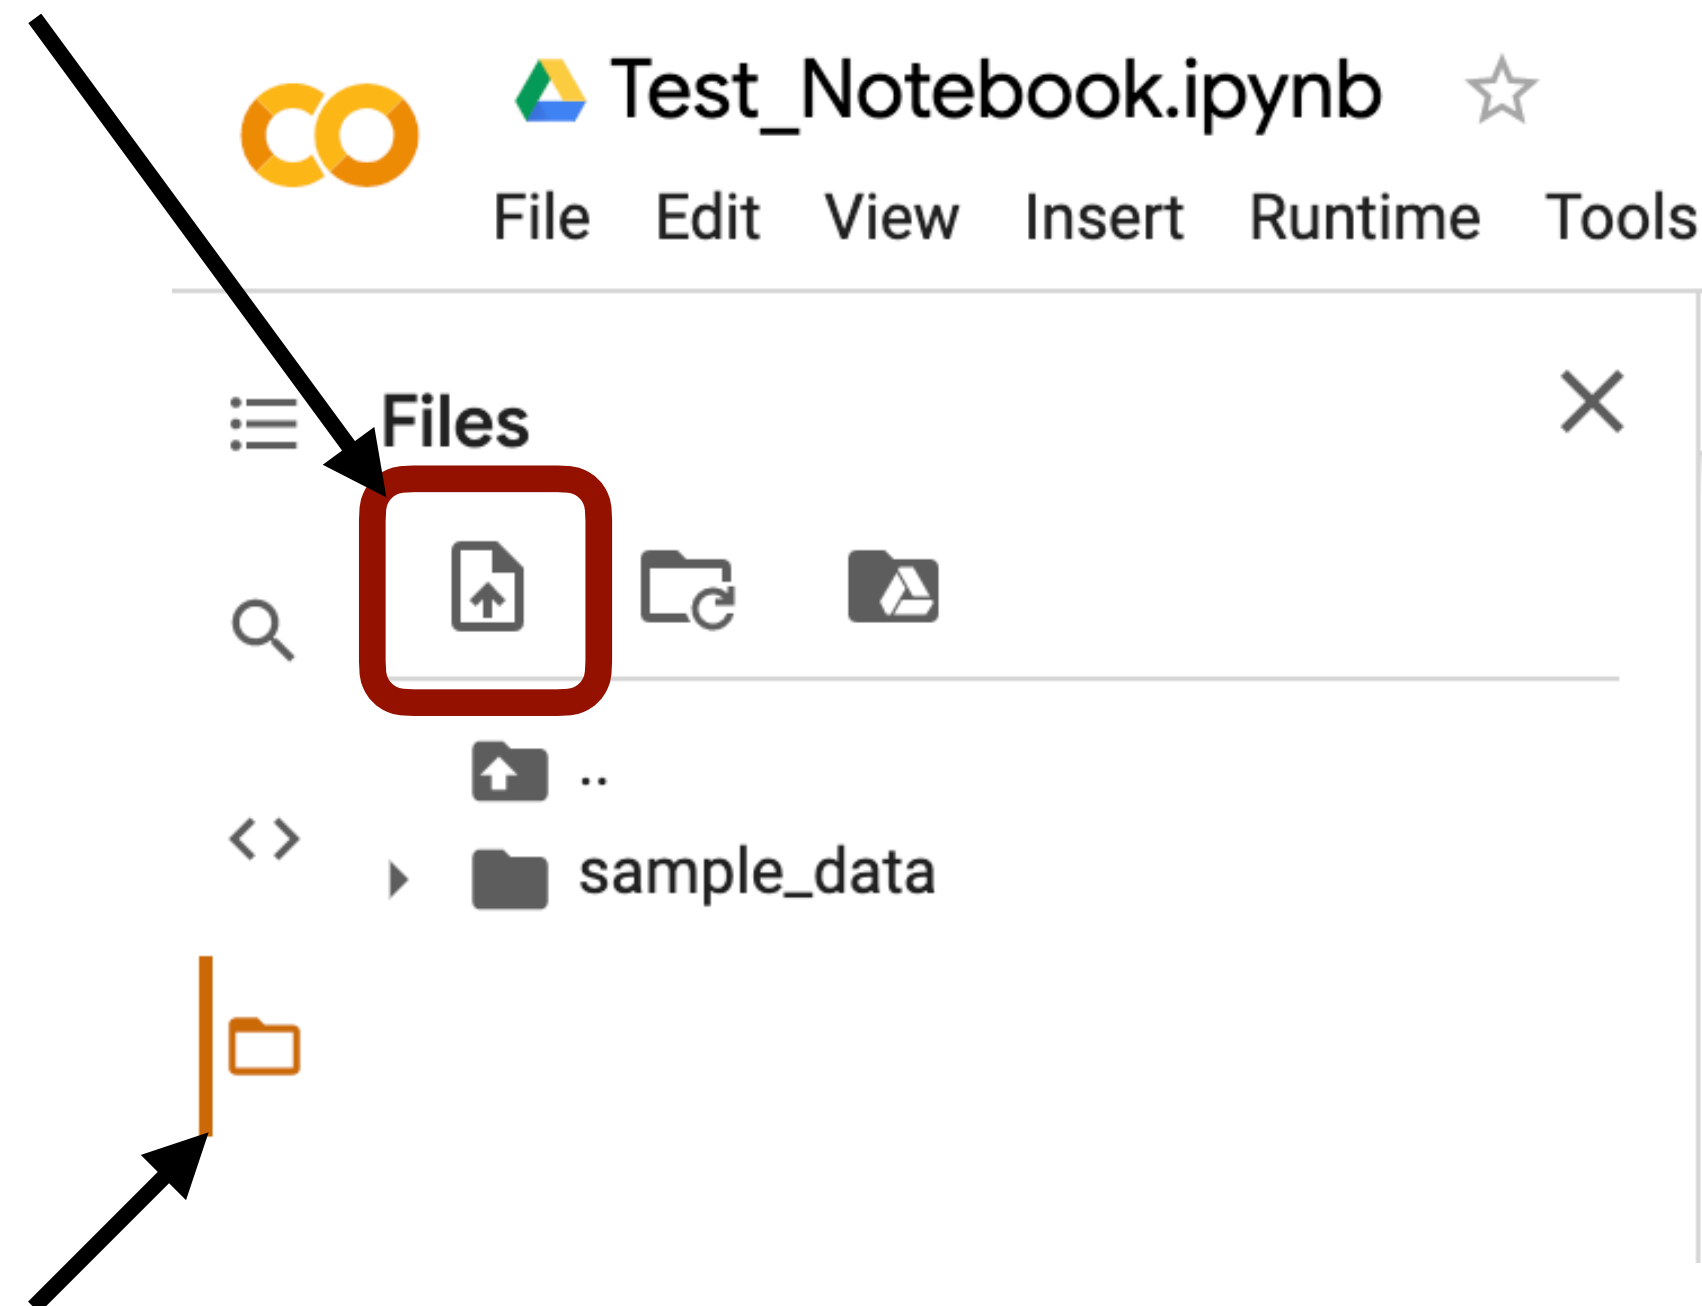 Test_Notebook.ipynb
File Edit View Insert Runtime Tools
Files
..
sample_data